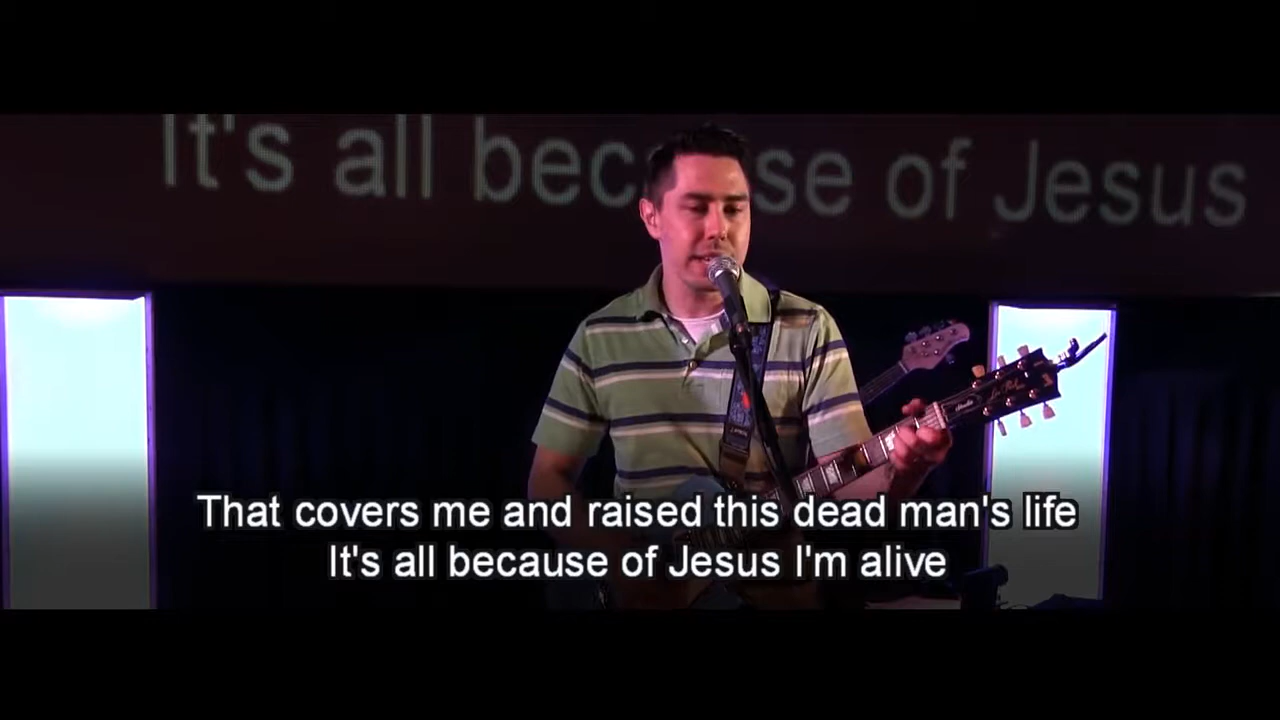 It's all because of Jesus
That covers me and raised this dead man's life
It's all because of Jesus I'm alive